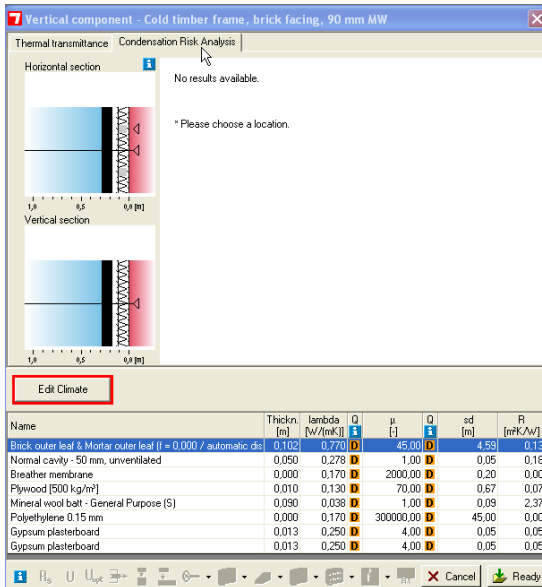 Vertical component - Cold timber frame, brick facing, 90 mm MW
Thermal transmittance Condensation Risk Analysis
Horizontal section
No results available.
* Please choose a location.
1,0 0,5 0,0 [m]
Vertical section
1,0 0,5 0,0 [m]
Edit Climate
Name Thickn. [m] lambda [W/(mK)] Q µ [-] Q sd [m] R [m²K/W]
Brick outer leaf & Mortar outer leaf (f = 0,000 / automatic dis 0,102 0,770 D 45,00 D 4,59 0,13
Normal cavity - 50 mm, unventilated 0,050 0,278 D 1,00 D 0,05 0,18
Breather membrane 0,000 0,170 D 2000,00 D 0,20 0,00
Plywood [500 kg/m³] 0,010 0,130 D 70,00 D 0,67 0,07
Mineral wool batt - General Purpose (S) 0,090 0,038 D 1,00 D 0,09 2,37
Polyethylene 0.15 mm 0,000 0,170 D 300000,00 D 45,00 0,00
Gypsum plasterboard 0,013 0,250 D 4,00 D 0,05 0,05
Gypsum plasterboard 0,013 0,250 D 4,00 D 0,05 0,05
Rs U Uopt Cancel Ready